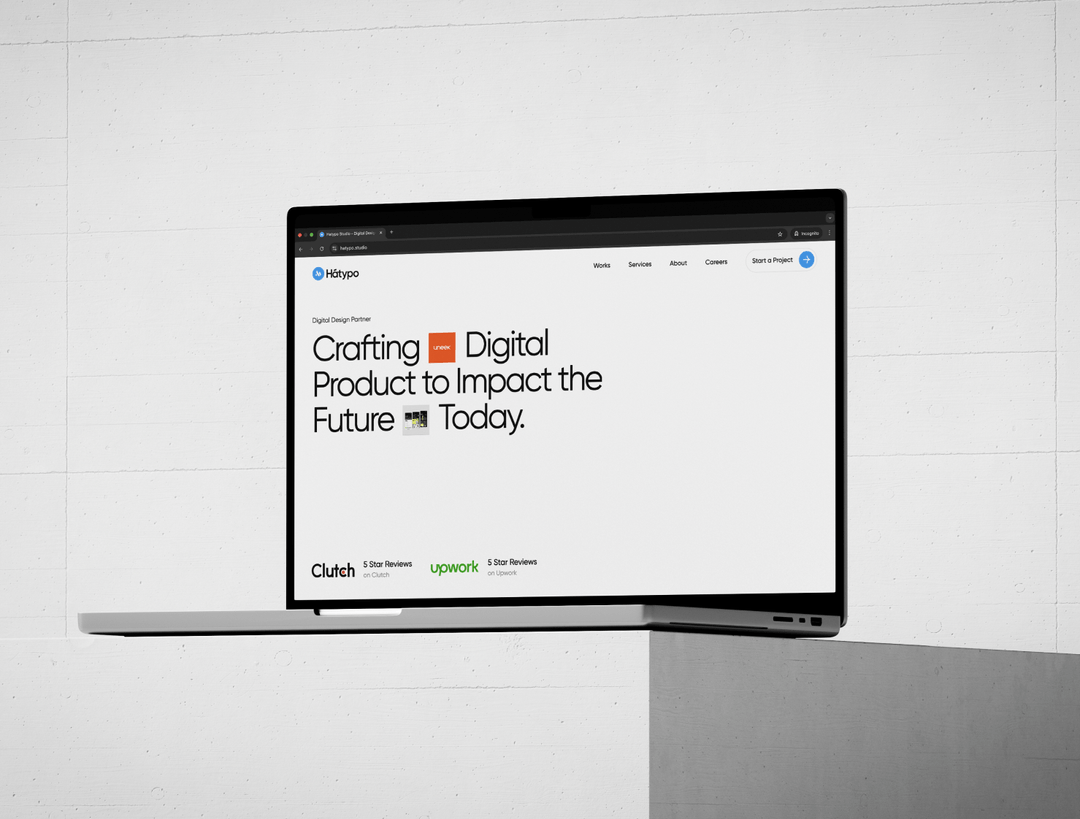 Hatypo Studio - Digital Desi
hatypo.studio
Incognito
Hátypo
Works
Services
About
Careers
Start a Project
Digital Design Partner
Crafting uneek Digital
Product to Impact the
Future Today.
Clutch
5 Star Reviews
on Clutch
upwork
5 Star Reviews
on Upwork